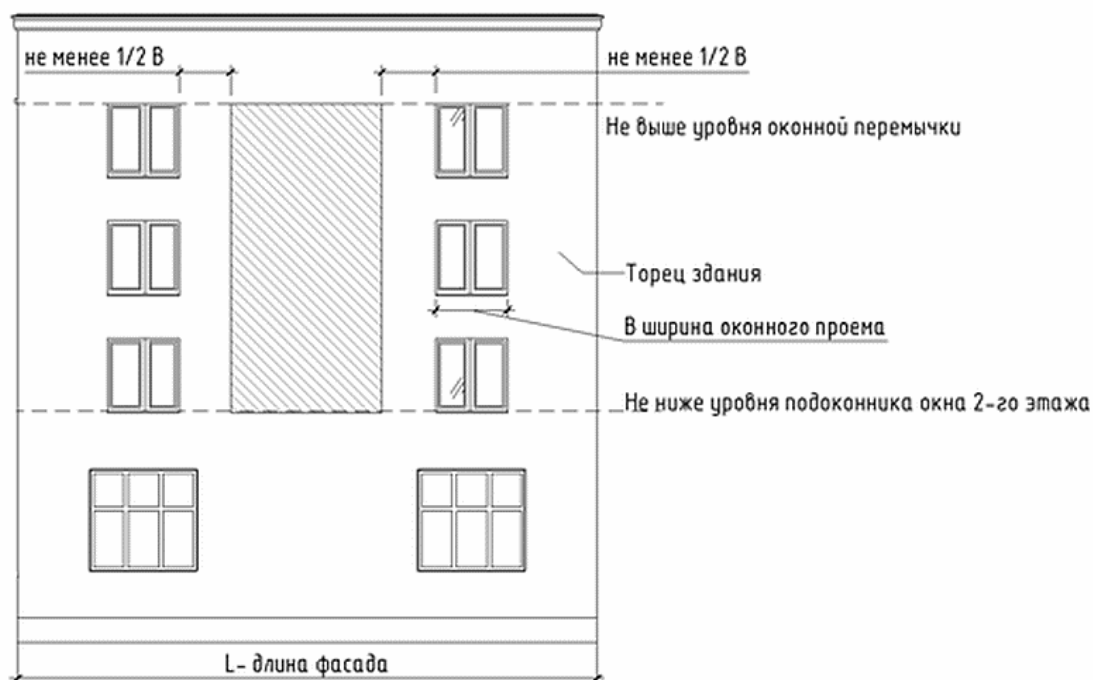 не менее 1/2 В
не менее 1/2 В
Не выше уровня оконной перемычки
Торец здания
В ширина оконного проема
Не ниже уровня подоконника окна 2-го этажа
L- длина фасада